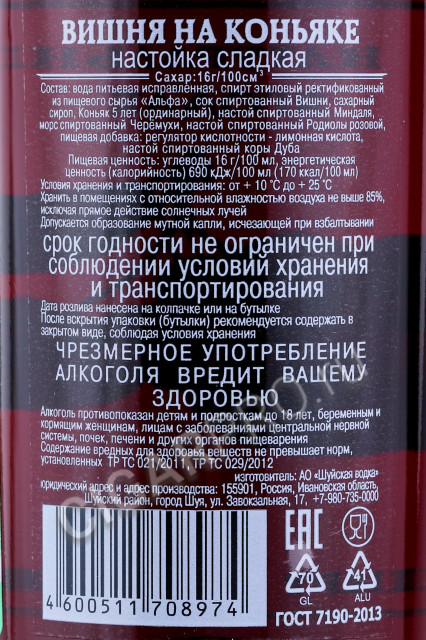 ВИШНЯ НА КОНЬЯКЕ
настойка сладкая
Сахар:16г/100см³
Состав: вода питьевая исправленная, спирт этиловый ректификованный
из пищевого сырья «Альфа», сок спиртованный Вишни, сахарный
сироп, Коньяк 5 лет (ординарный), настой спиртованный Миндаля,
морс спиртованный Черёмухи, настой спиртованный Родиолы розовой,
пищевая добавка: регулятор кислотности - лимонная кислота,
настой спиртованный коры Дуба
Пищевая ценность: углеводы 16 г/100 мл, энергетическая
ценность (калорийность) 690 кДж/100 мл (170 ккал/100 мл)
Условия хранения и транспортирования: от + 10 °С до + 25 °С
Хранить в помещениях с относительной влажностью воздуха не выше 85%,
исключая прямое действие солнечных лучей
Допускается образование мутной капли, исчезающей при взбалтывании
срок годности не ограничен при
соблюдении условий хранения
и транспортирования
Дата розлива нанесена на колпачке или на бутылке
После вскрытия упаковки (бутылки) рекомендуется содержать в
закрытом виде, соблюдая условия хранения
ЧРЕЗМЕРНОЕ УПОТРЕБЛЕНИЕ
АЛКОГОЛЯ ВРЕДИТ ВАШЕМУ
ЗДОРОВЬЮ
Алкоголь противопоказан детям и подросткам до 18 лет, беременным и
кормящим женщинам, лицам с заболеваниями центральной нервной
системы, почек, печени и других органов пищеварения
Содержание вредных для здоровья веществ не превышает норм,
установленных ТР ТС 021/2011, ТР ТС 029/2012
изготовитель: АО «Шуйская водка»
юридический адрес и адрес производства: 155901, Россия, Ивановская область,
Шуйский район, город Шуя, ул. Завокзальная, 17, +7-980-735-0000
EAC
70
GL
41
ALU
4 600511 708974
ГОСТ 7190-2013